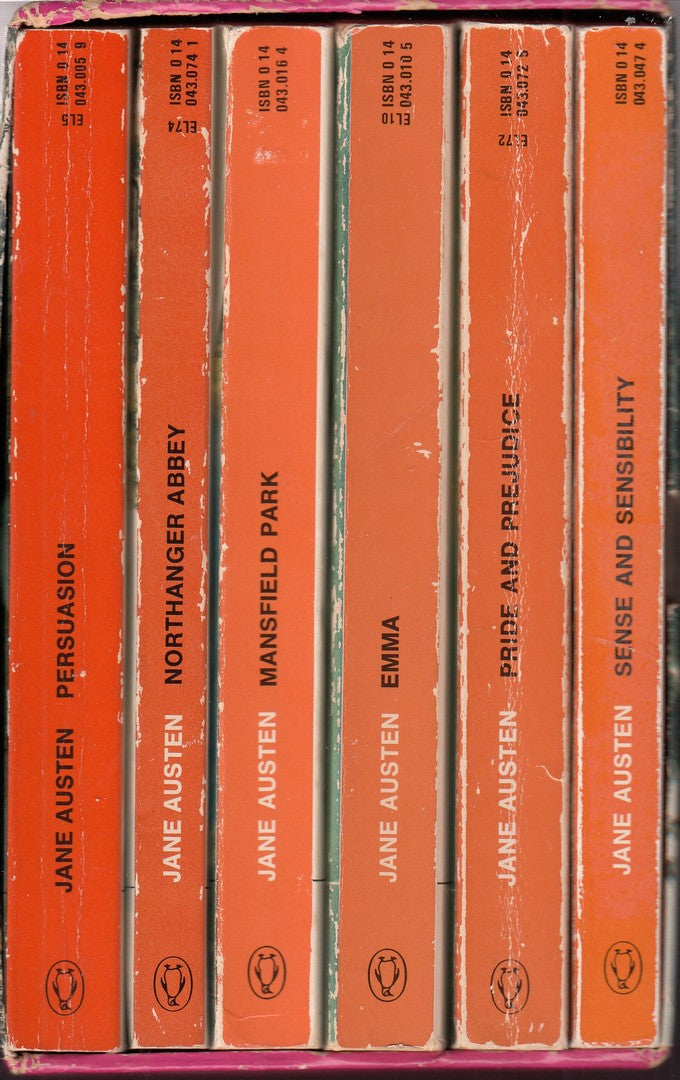 JANE AUSTEN PERSUASION
EL5
ISBN 0 14
043.005 9
JANE AUSTEN NORTHANGER ABBEY
EL74
ISBN 0 14
043.074 1
JANE AUSTEN MANSFIELD PARK
ISBN 0 14
043.016 4
JANE AUSTEN EMMA
EL10
ISBN 0 14
043.010 5
JANE AUSTEN PRIDE AND PREJUDICE
EL72
ISBN 0 14
043.072 5
JANE AUSTEN SENSE AND SENSIBILITY
ISBN 0 14
043.047 4